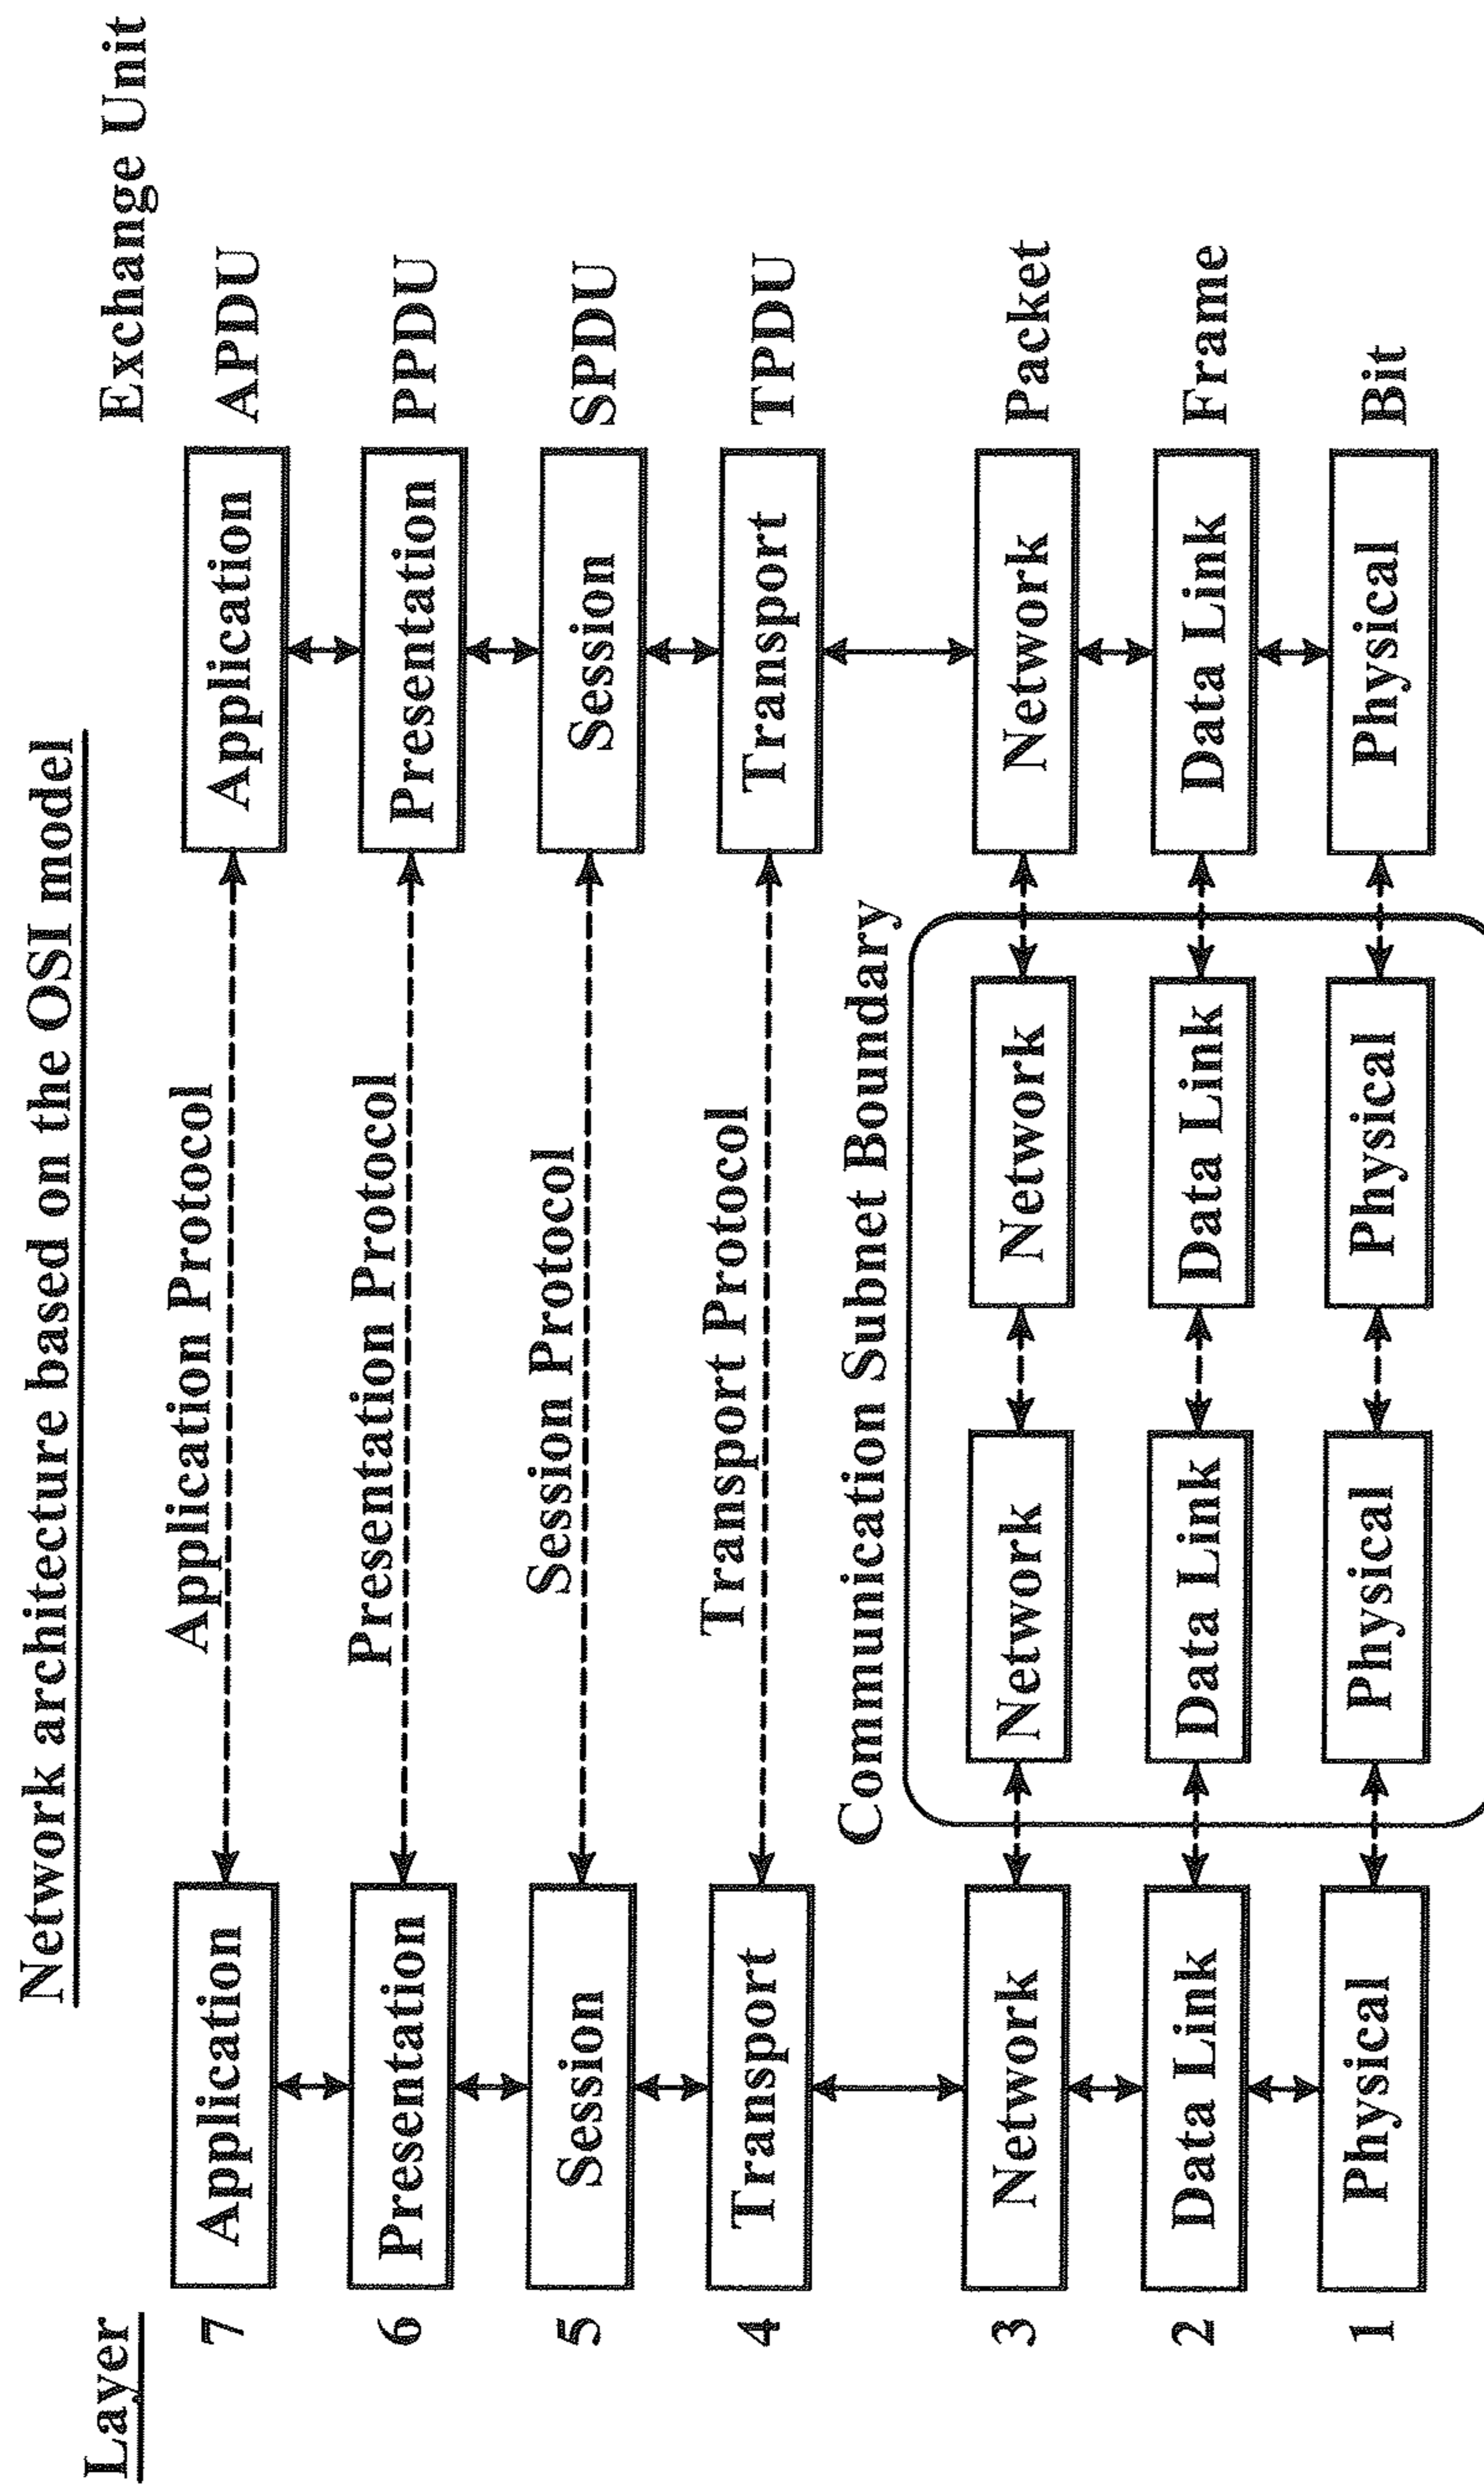 Network architecture based on the OSI model
Layer
Exchange Unit
7
Application
Application Protocol
Application
APDU
6
Presentation
Presentation Protocol
Presentation
PPDU
5
Session
Session Protocol
Session
SPDU
4
Transport
Transport Protocol
Transport
TPDU
Communication Subnet Boundary
3
Network
Network
Network
Network
Packet
2
Data Link
Data Link
Data Link
Data Link
Frame
1
Physical
Physical
Physical
Physical
Bit